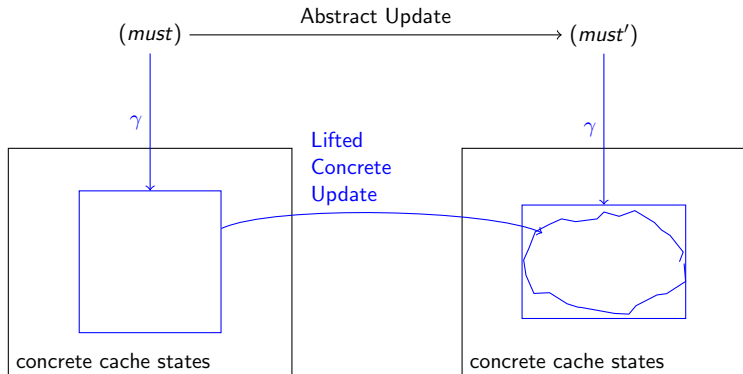 Abstract Update
(must)
(must′)
γ
γ
Lifted
Concrete
Update
concrete cache states
concrete cache states